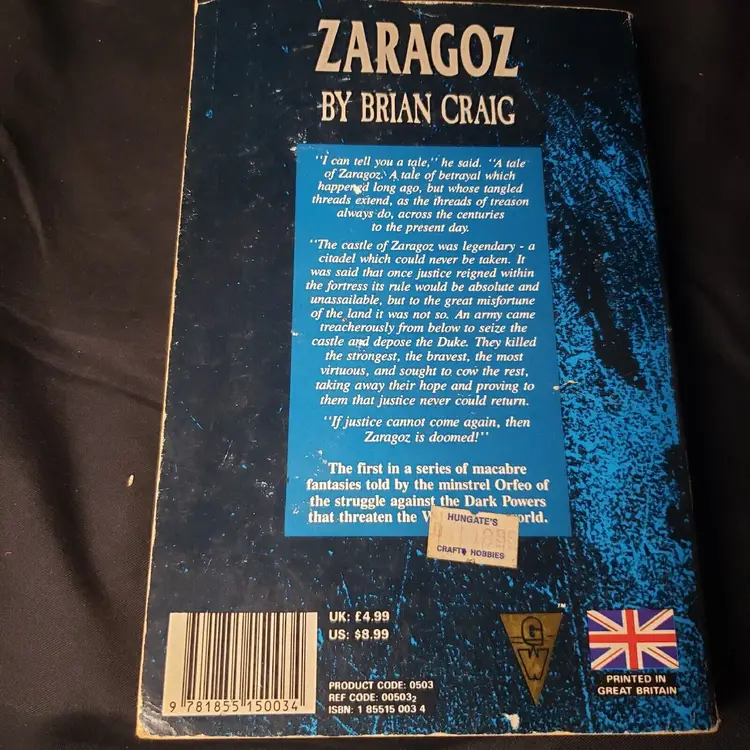 ZARAGOZ
BY BRIAN CRAIG
"I can tell you a tale," he said. "A tale
of Zaragoz. A tale of betrayal which
happened long ago, but whose tangled
threads extend, as the threads of treason
always do, across the centuries
to the present day.
"The castle of Zaragoz was legendary - a
citadel which could never be taken. It
was said that once justice reigned within
the fortress its rule would be absolute and
unassailable, but to the great misfortune
of the land it was not so. An army came
treacherously from below to seize the
castle and depose the Duke. They killed
the strongest, the bravest, the most
virtuous, and sought to cow the rest,
taking away their hope and proving to
them that justice never could return.
"If justice cannot come again, then
Zaragoz is doomed!"
The first in a series of macabre
fantasies told by the minstrel Orfeo of
the struggle against the Dark Powers
that threaten the
HUNGATE'S
CRAFT HOBBIES
UK: £4.99
US: $8.99
PRODUCT CODE: 0503
REF CODE: 005032
ISBN: 1 85515 003 4
9 781855 150034
GW
™
PRINTED IN
GREAT BRITAIN